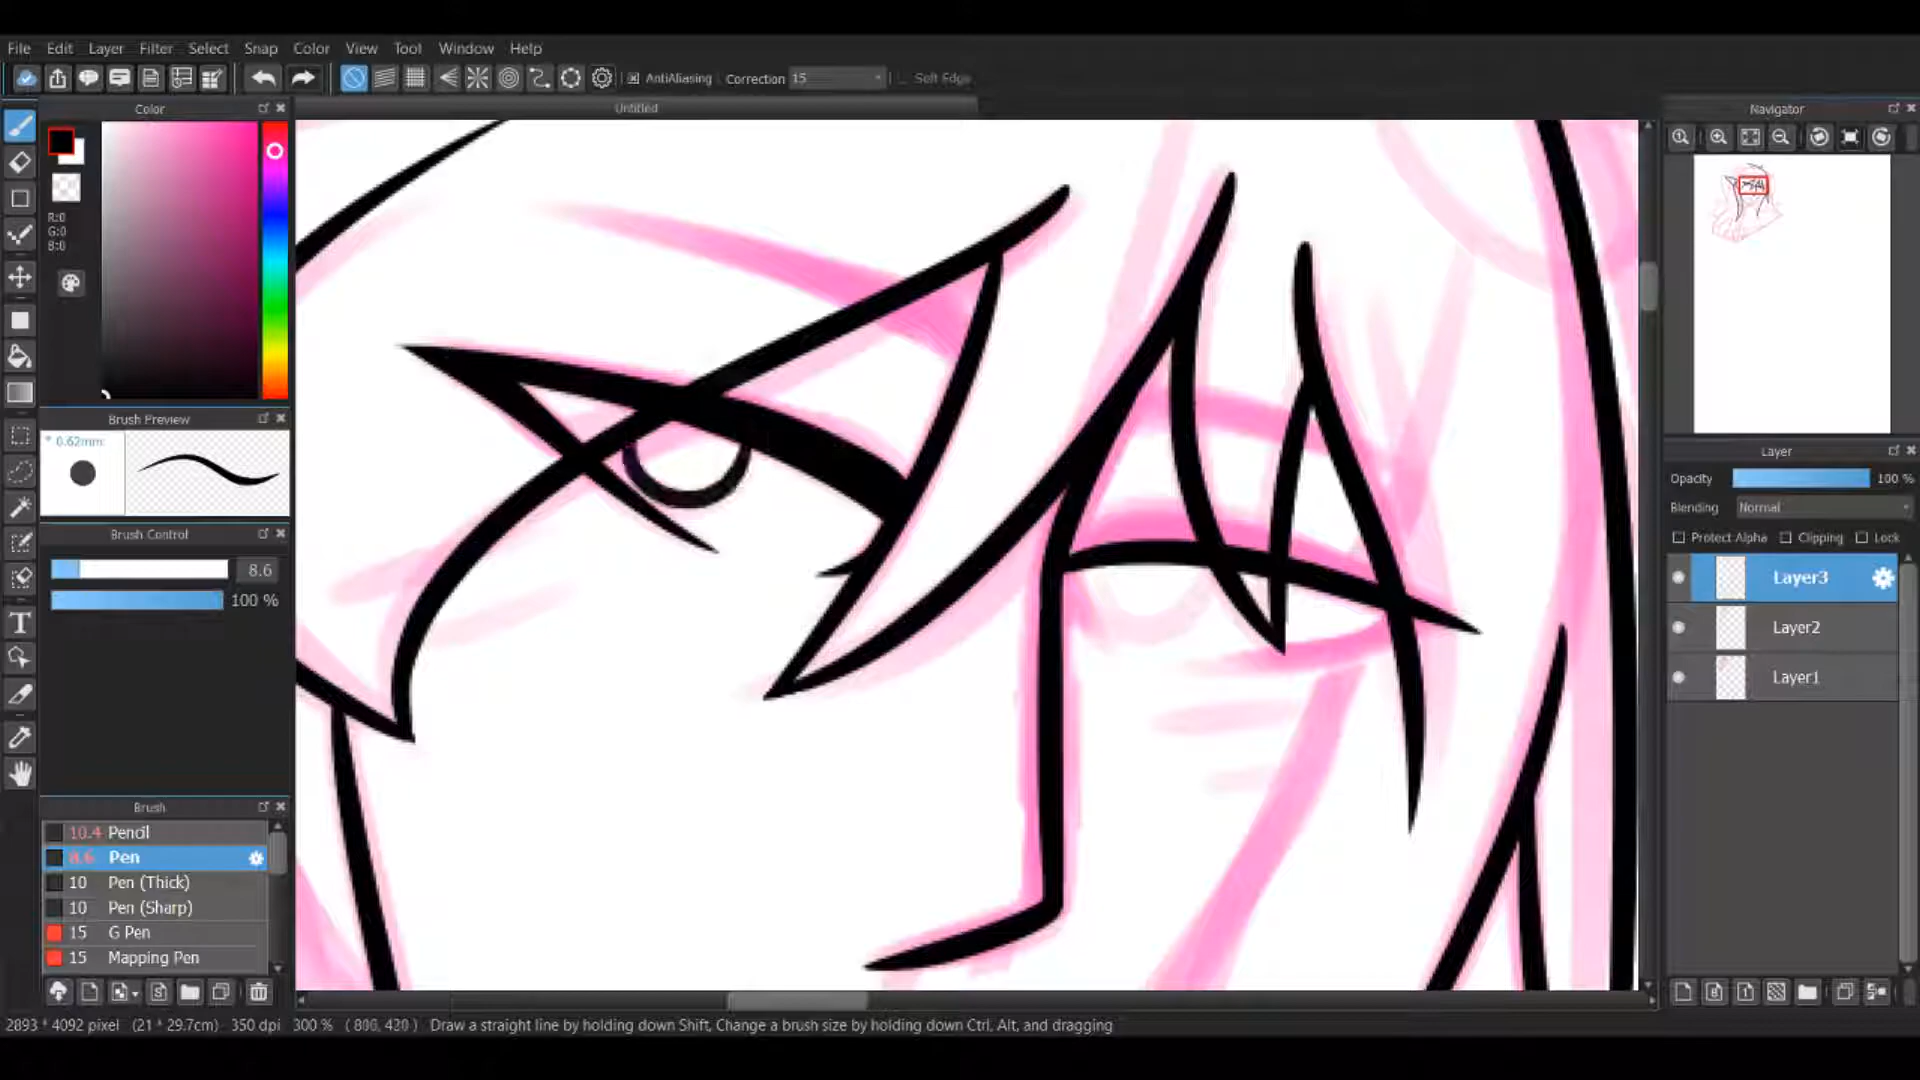 File Edit Layer Filter Select Snap Color View Tool Window Help
AntiAliasing Correction 15 Soft Edge
Color
Untitled
Navigator
R:0
G:0
B:0
Brush Preview
* 0.62mm
Brush Control
8.6
100 %
Brush
10.4 Pencil
8.6 Pen
10 Pen (Thick)
10 Pen (Sharp)
15 G Pen
15 Mapping Pen
Layer
Opacity 100 %
Blending Normal
Protect Alpha Clipping Lock
Layer3
Layer2
Layer1
2893 * 4092 pixel (21 * 29.7cm) 350 dpi 300 % ( 806, 420 ) Draw a straight line by holding down Shift, Change a brush size by holding down Ctrl, Alt, and dragging